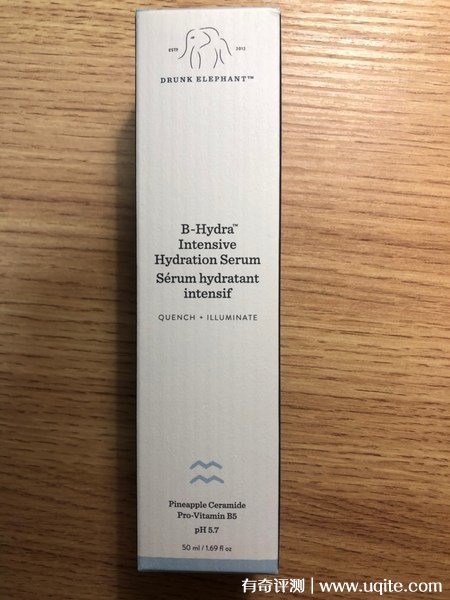 ESTD 2012
DRUNK ELEPHANT™
B-Hydra™
Intensive
Hydration Serum
Sérum hydratant
intensif
QUENCH + ILLUMINATE
Pineapple Ceramide
Pro-Vitamin B5
pH 5.7
50 ml / 1.69 fl oz
有奇评测 | www.uqite.com